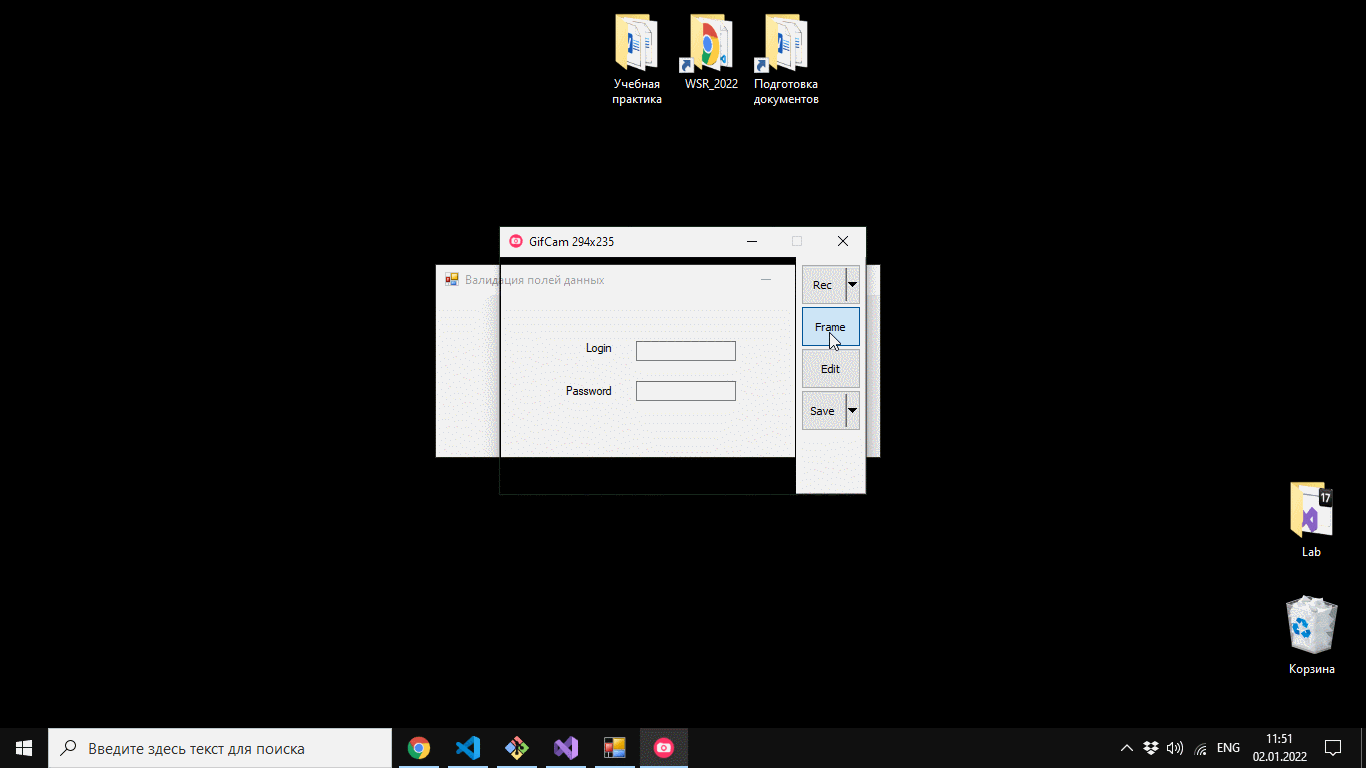 Учебная
практика
WSR_2022
Подготовка
документов
GifCam 294x235
Валидация полей данных
Rec
Frame
Login
Edit
Password
Save
17
Lab
Корзина
Введите здесь текст для поиска
ENG
11:51
02.01.2022